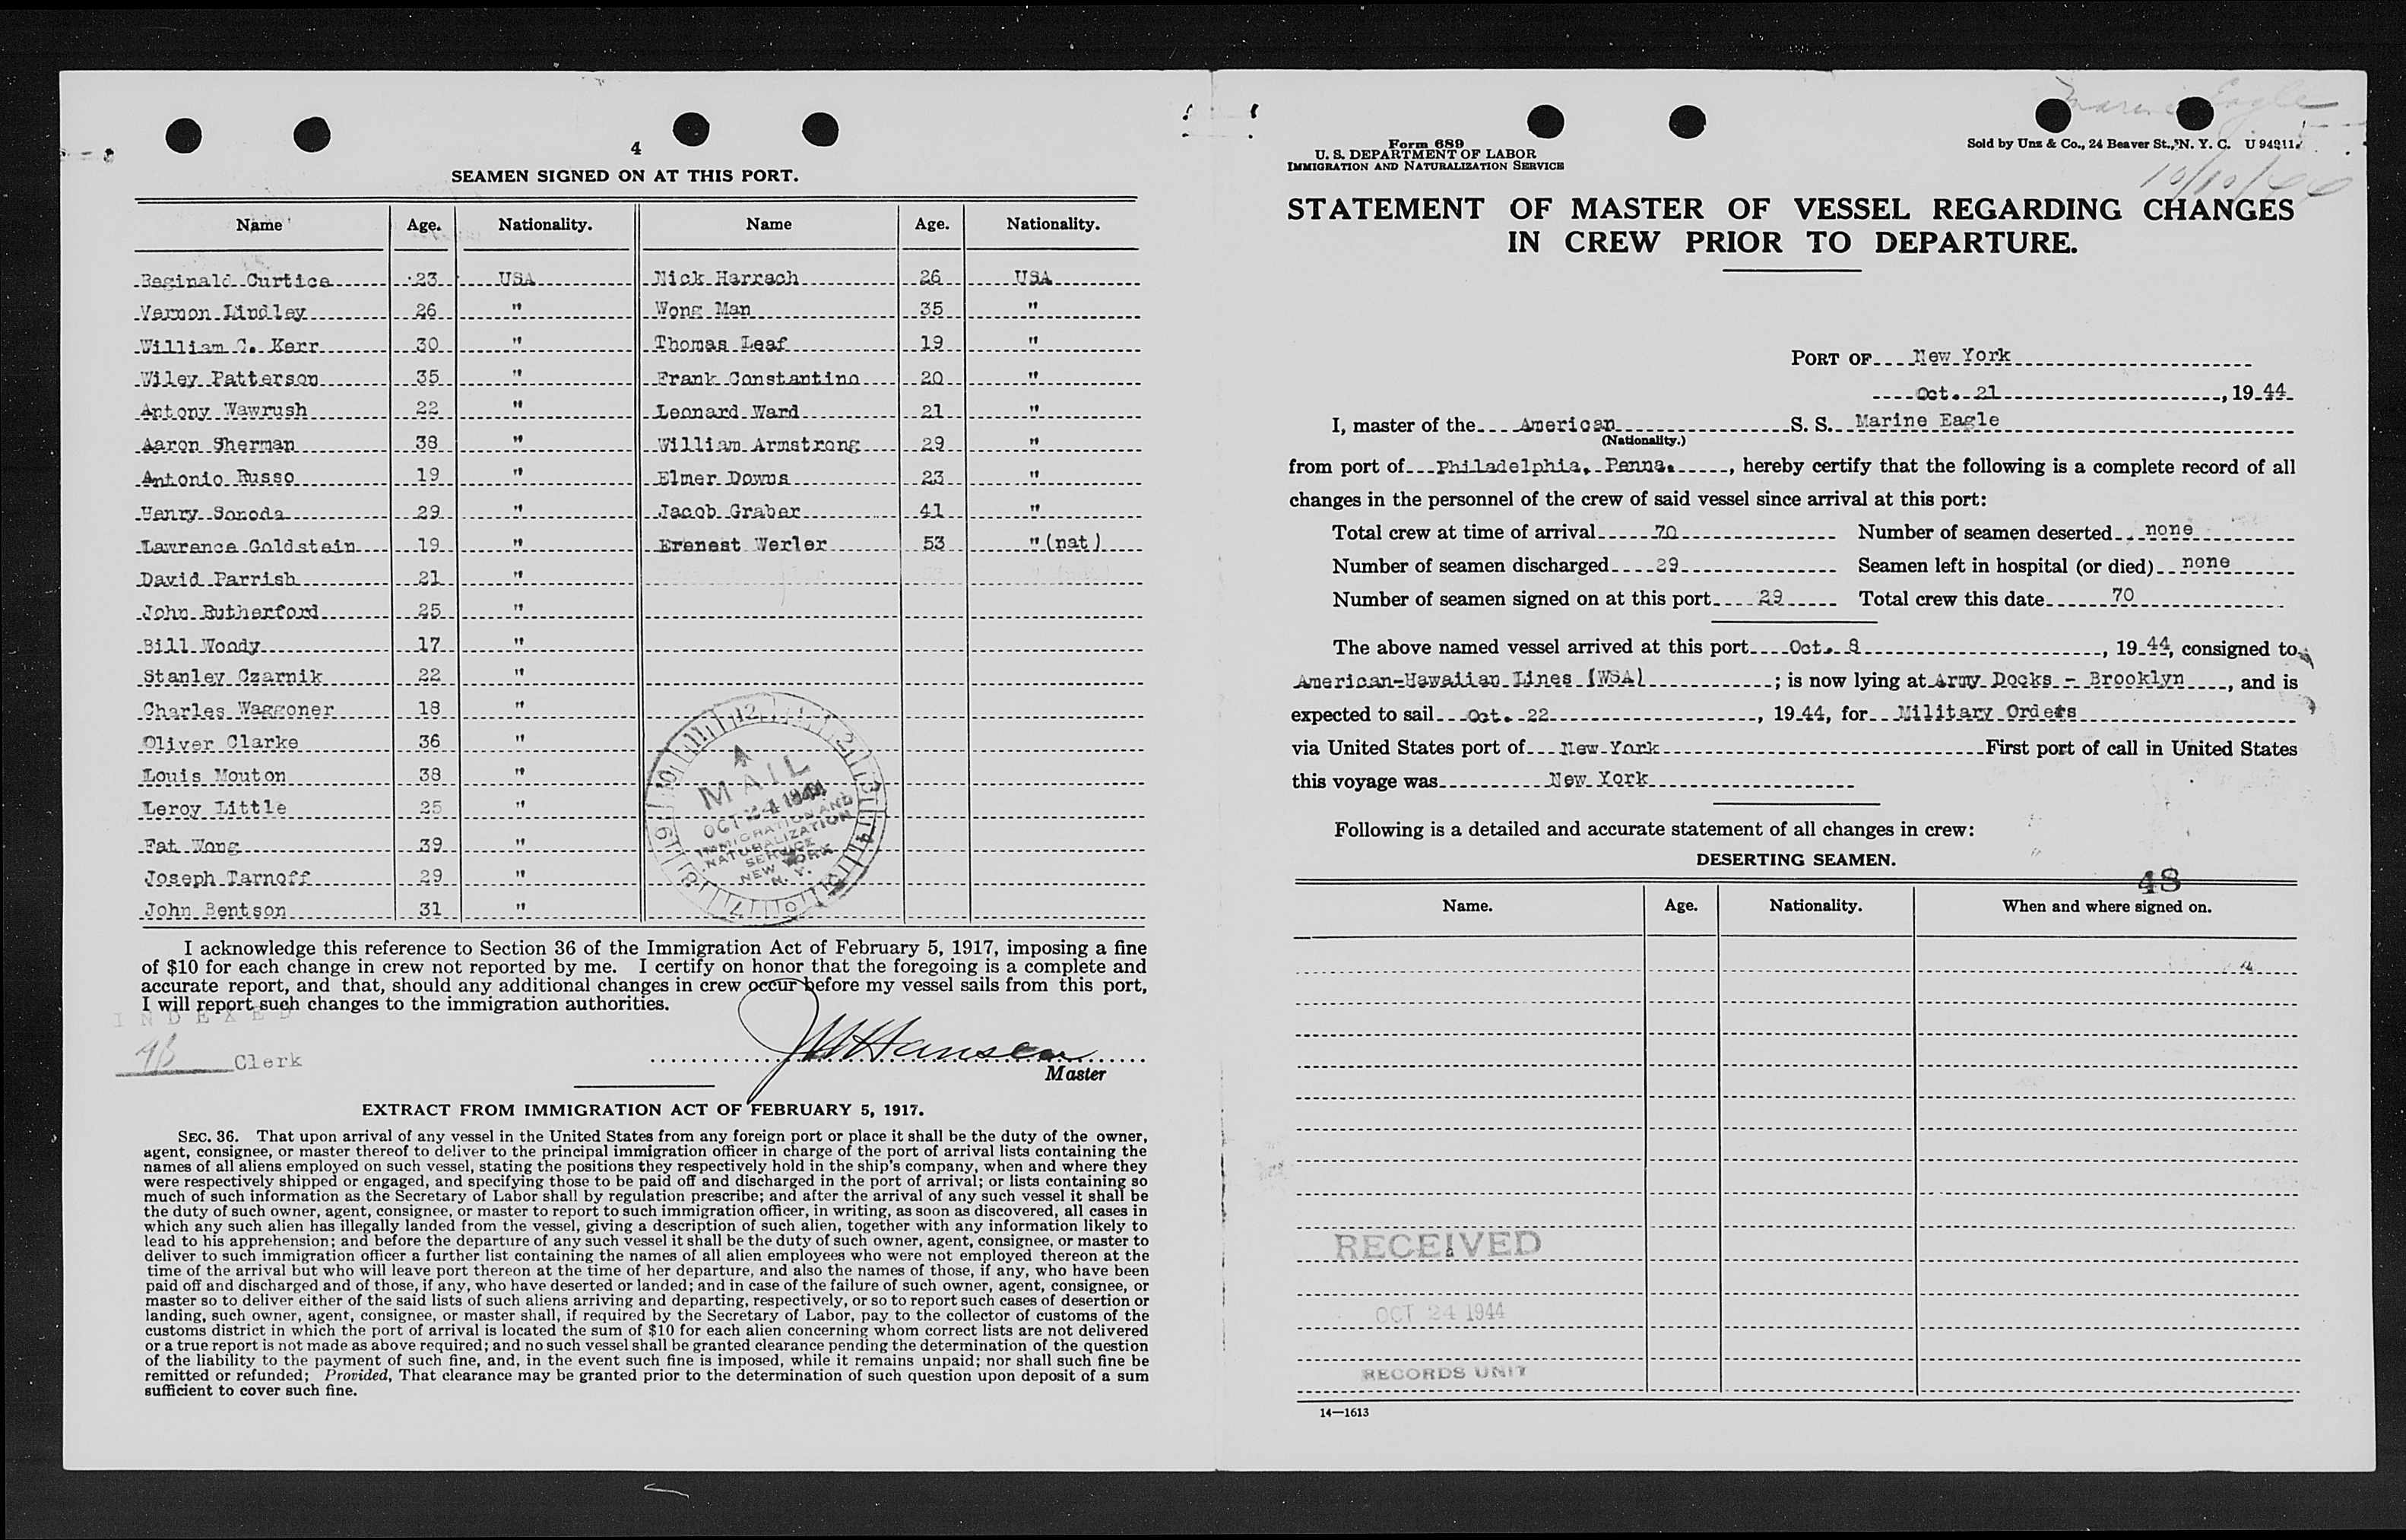 4
SEAMEN SIGNED ON AT THIS PORT.
Name Age. Nationality. Name Age. Nationality.
Reginald Curtice 23 USA Nick Harrach 26 USA
Vernon Lindley 26 " Wong Man 35 "
William C. Kerr 30 " Thomas Leaf 19 "
Wiley Patterson 35 " Frank Constantino 20 "
Antony Wawrush 22 " Leonard Ward 21 "
Aaron Sherman 38 " William Armstrong 29 "
Antonio Russo 19 " Elmer Downs 23 "
Henry Sonoda 29 " Jacob Graber 41 "
Lawrence Goldstein 19 " Erenest Werler 53 " (nat)
David Parrish 21 "
John Rutherford 25 "
Bill Woody 17 "
Stanley Czarnik 22 "
Charles Waggoner 18 "
Oliver Clarke 36 "
Louis Mouton 38 "
Leroy Little 25 "
Fat Wong 39 "
Joseph Tarnoff 29 "
John Bentson 31 "
MAIL
OCT 24 1944
IMMIGRATION AND
NATURALIZATION
SERVICE
NEW YORK
N. Y.
I acknowledge this reference to Section 36 of the Immigration Act of February 5, 1917, imposing a fine
of $10 for each change in crew not reported by me. I certify on honor that the foregoing is a complete and
accurate report, and that, should any additional changes in crew occur before my vessel sails from this port,
I will report such changes to the immigration authorities.
INDEXED
Clerk
Hansen
Master
EXTRACT FROM IMMIGRATION ACT OF FEBRUARY 5, 1917.
SEC. 36. That upon arrival of any vessel in the United States from any foreign port or place it shall be the duty of the owner,
agent, consignee, or master thereof to deliver to the principal immigration officer in charge of the port of arrival lists containing the
names of all aliens employed on such vessel, stating the positions they respectively hold in the ship's company, when and where they
were respectively shipped or engaged, and specifying those to be paid off and discharged in the port of arrival; or lists containing so
much of such information as the Secretary of Labor shall by regulation prescribe; and after the arrival of any such vessel it shall be
the duty of such owner, agent, consignee, or master to report to such immigration officer, in writing, as soon as discovered, all cases in
which any such alien has illegally landed from the vessel, giving a description of such alien, together with any information likely to
lead to his apprehension; and before the departure of any such vessel it shall be the duty of such owner, agent, consignee, or master to
deliver to such immigration officer a further list containing the names of all alien employees who were not employed thereon at the
time of the arrival but who will leave port thereon at the time of her departure, and also the names of those, if any, who have been
paid off and discharged and of those, if any, who have deserted or landed; and in case of the failure of such owner, agent, consignee, or
master so to deliver either of the said lists of such aliens arriving and departing, respectively, or so to report such cases of desertion or
landing, such owner, agent, consignee, or master shall, if required by the Secretary of Labor, pay to the collector of customs of the
customs district in which the port of arrival is located the sum of $10 for each alien concerning whom correct lists are not delivered
or a true report is not made as above required; and no such vessel shall be granted clearance pending the determination of the question
of the liability to the payment of such fine, and, in the event such fine is imposed, while it remains unpaid; nor shall such fine be
remitted or refunded; Provided, That clearance may be granted prior to the determination of such question upon deposit of a sum
sufficient to cover such fine.
Marine Eagle
Form 689
U. S. DEPARTMENT OF LABOR
IMMIGRATION AND NATURALIZATION SERVICE
Sold by Unz & Co., 24 Beaver St., N. Y. C. U 94211
10/10/44
STATEMENT OF MASTER OF VESSEL REGARDING CHANGES
IN CREW PRIOR TO DEPARTURE.
PORT OF New York
Oct. 21, 1944
I, master of the American S. S. Marine Eagle
(Nationality.)
from port of Philadelphia, Penna., hereby certify that the following is a complete record of all
changes in the personnel of the crew of said vessel since arrival at this port:
Total crew at time of arrival 70 Number of seamen deserted none
Number of seamen discharged 29 Seamen left in hospital (or died) none
Number of seamen signed on at this port 29 Total crew this date 70
The above named vessel arrived at this port Oct. 8, 1944, consigned to
American-Hawaiian Lines (WSA); is now lying at Army Docks - Brooklyn, and is
expected to sail Oct. 22, 1944, for Military Orders
via United States port of New York First port of call in United States
this voyage was New York
Following is a detailed and accurate statement of all changes in crew:
DESERTING SEAMEN.
48
Name. Age. Nationality. When and where signed on.
RECEIVED
OCT 24 1944
RECORDS UNIT
14—1613